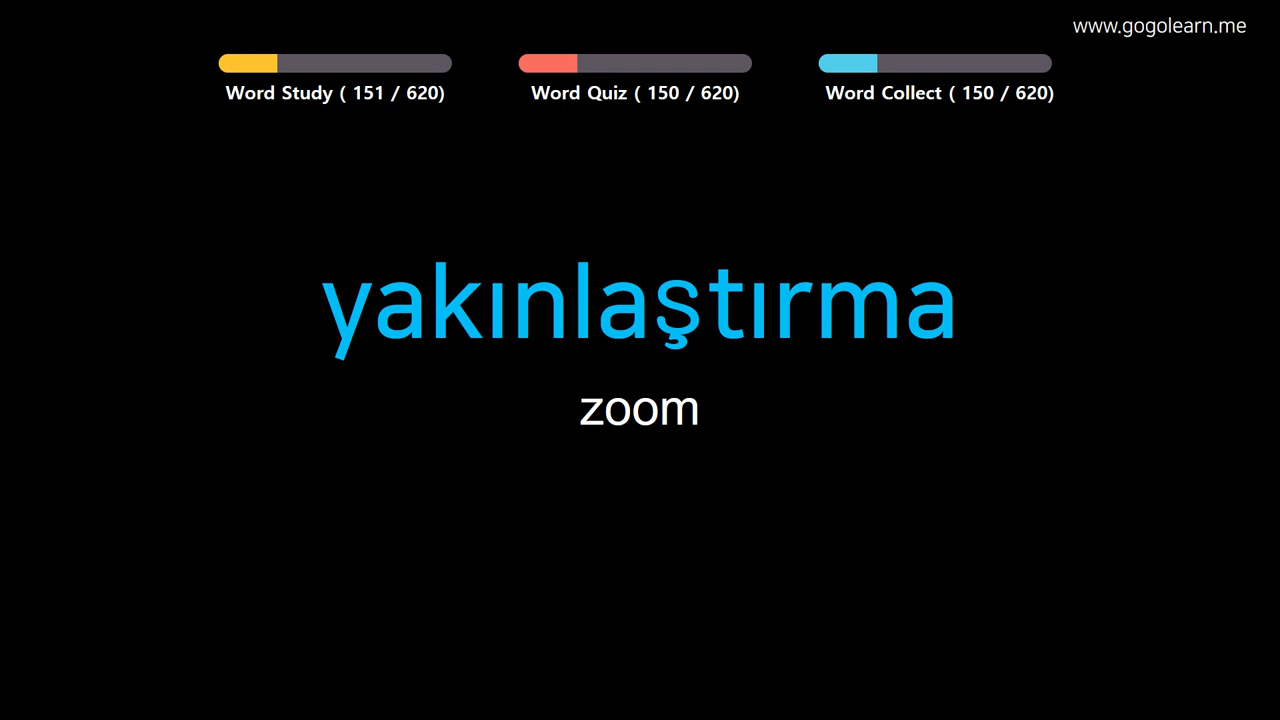 www.gogolearn.me
Word Study ( 151 / 620)
Word Quiz ( 150 / 620)
Word Collect ( 150 / 620)
yakınlaştırma
zoom